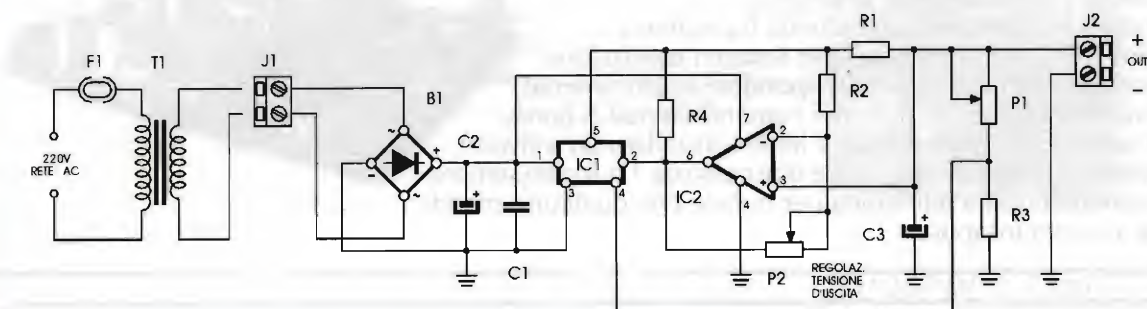 R1
J2
F1
T1
J1
+
OUT
-
B1
R2
P1
R4
7
~
5
2
C2
+
1
IC1
2
6
-
+
3
220V
RETE AC
-
3
4
IC2
4
+
~
+
C3
R3
C1
P2
REGOLAZ.
TENSIONE
D'USCITA